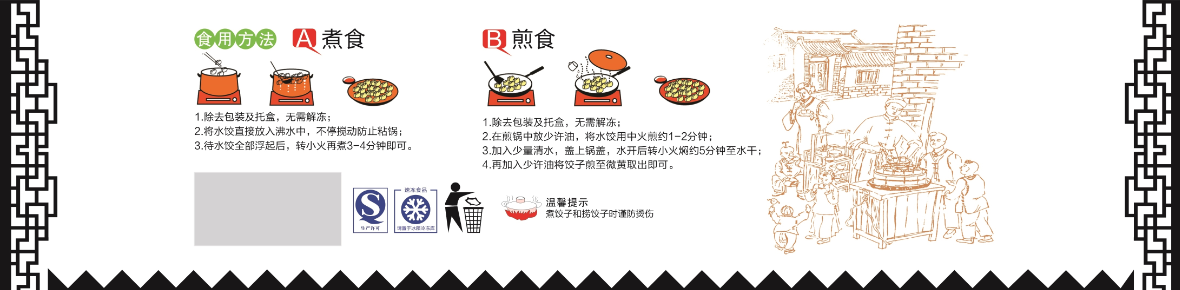 食用方法 A 煮食
1.除去包装及托盒，无需解冻；
2.将水饺直接放入沸水中，不停搅动防止粘锅；
3.待水饺全部浮起后，转小火再煮3-4分钟即可。
B 煎食
1.除去包装及托盒，无需解冻；
2.在煎锅中放少许油，将水饺用中火煎约1-2分钟；
3.加入少量清水，盖上锅盖，水开后转小火焖约5分钟至水干；
4.再加入少许油将饺子煎至微黄取出即可。
生产许可
速冻食品
温馨提示
煮饺子和捞饺子时谨防烫伤